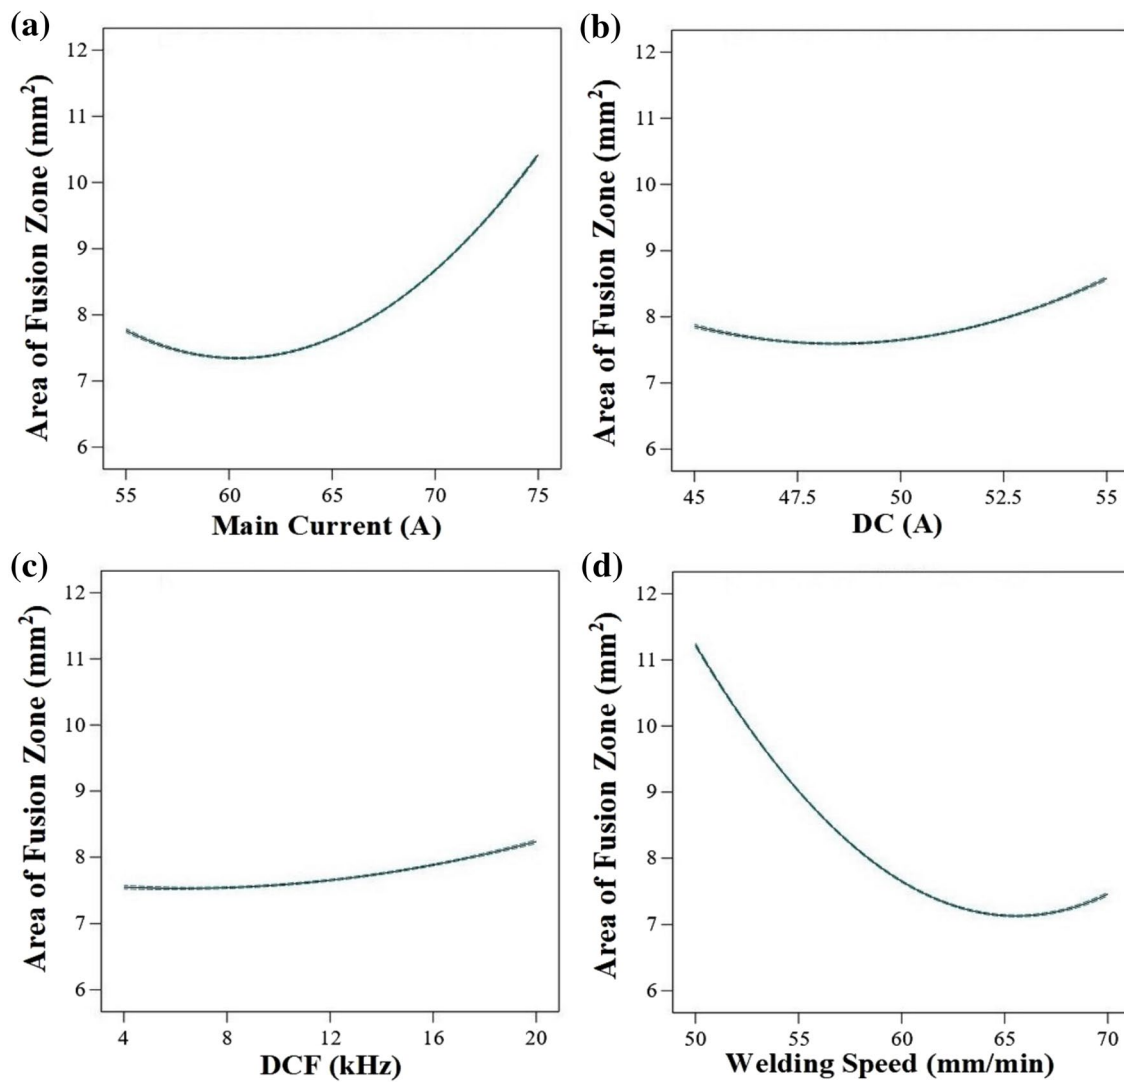 (a)
Area of Fusion Zone (mm²)
12
11
10
9
8
7
6
55 60 65 70 75
Main Current (A)
(b)
Area of Fusion Zone (mm²)
12
11
10
9
8
7
6
45 47.5 50 52.5 55
DC (A)
(c)
Area of Fusion Zone (mm²)
12
11
10
9
8
7
6
4 8 12 16 20
DCF (kHz)
(d)
Area of Fusion Zone (mm²)
12
11
10
9
8
7
6
50 55 60 65 70
Welding Speed (mm/min)